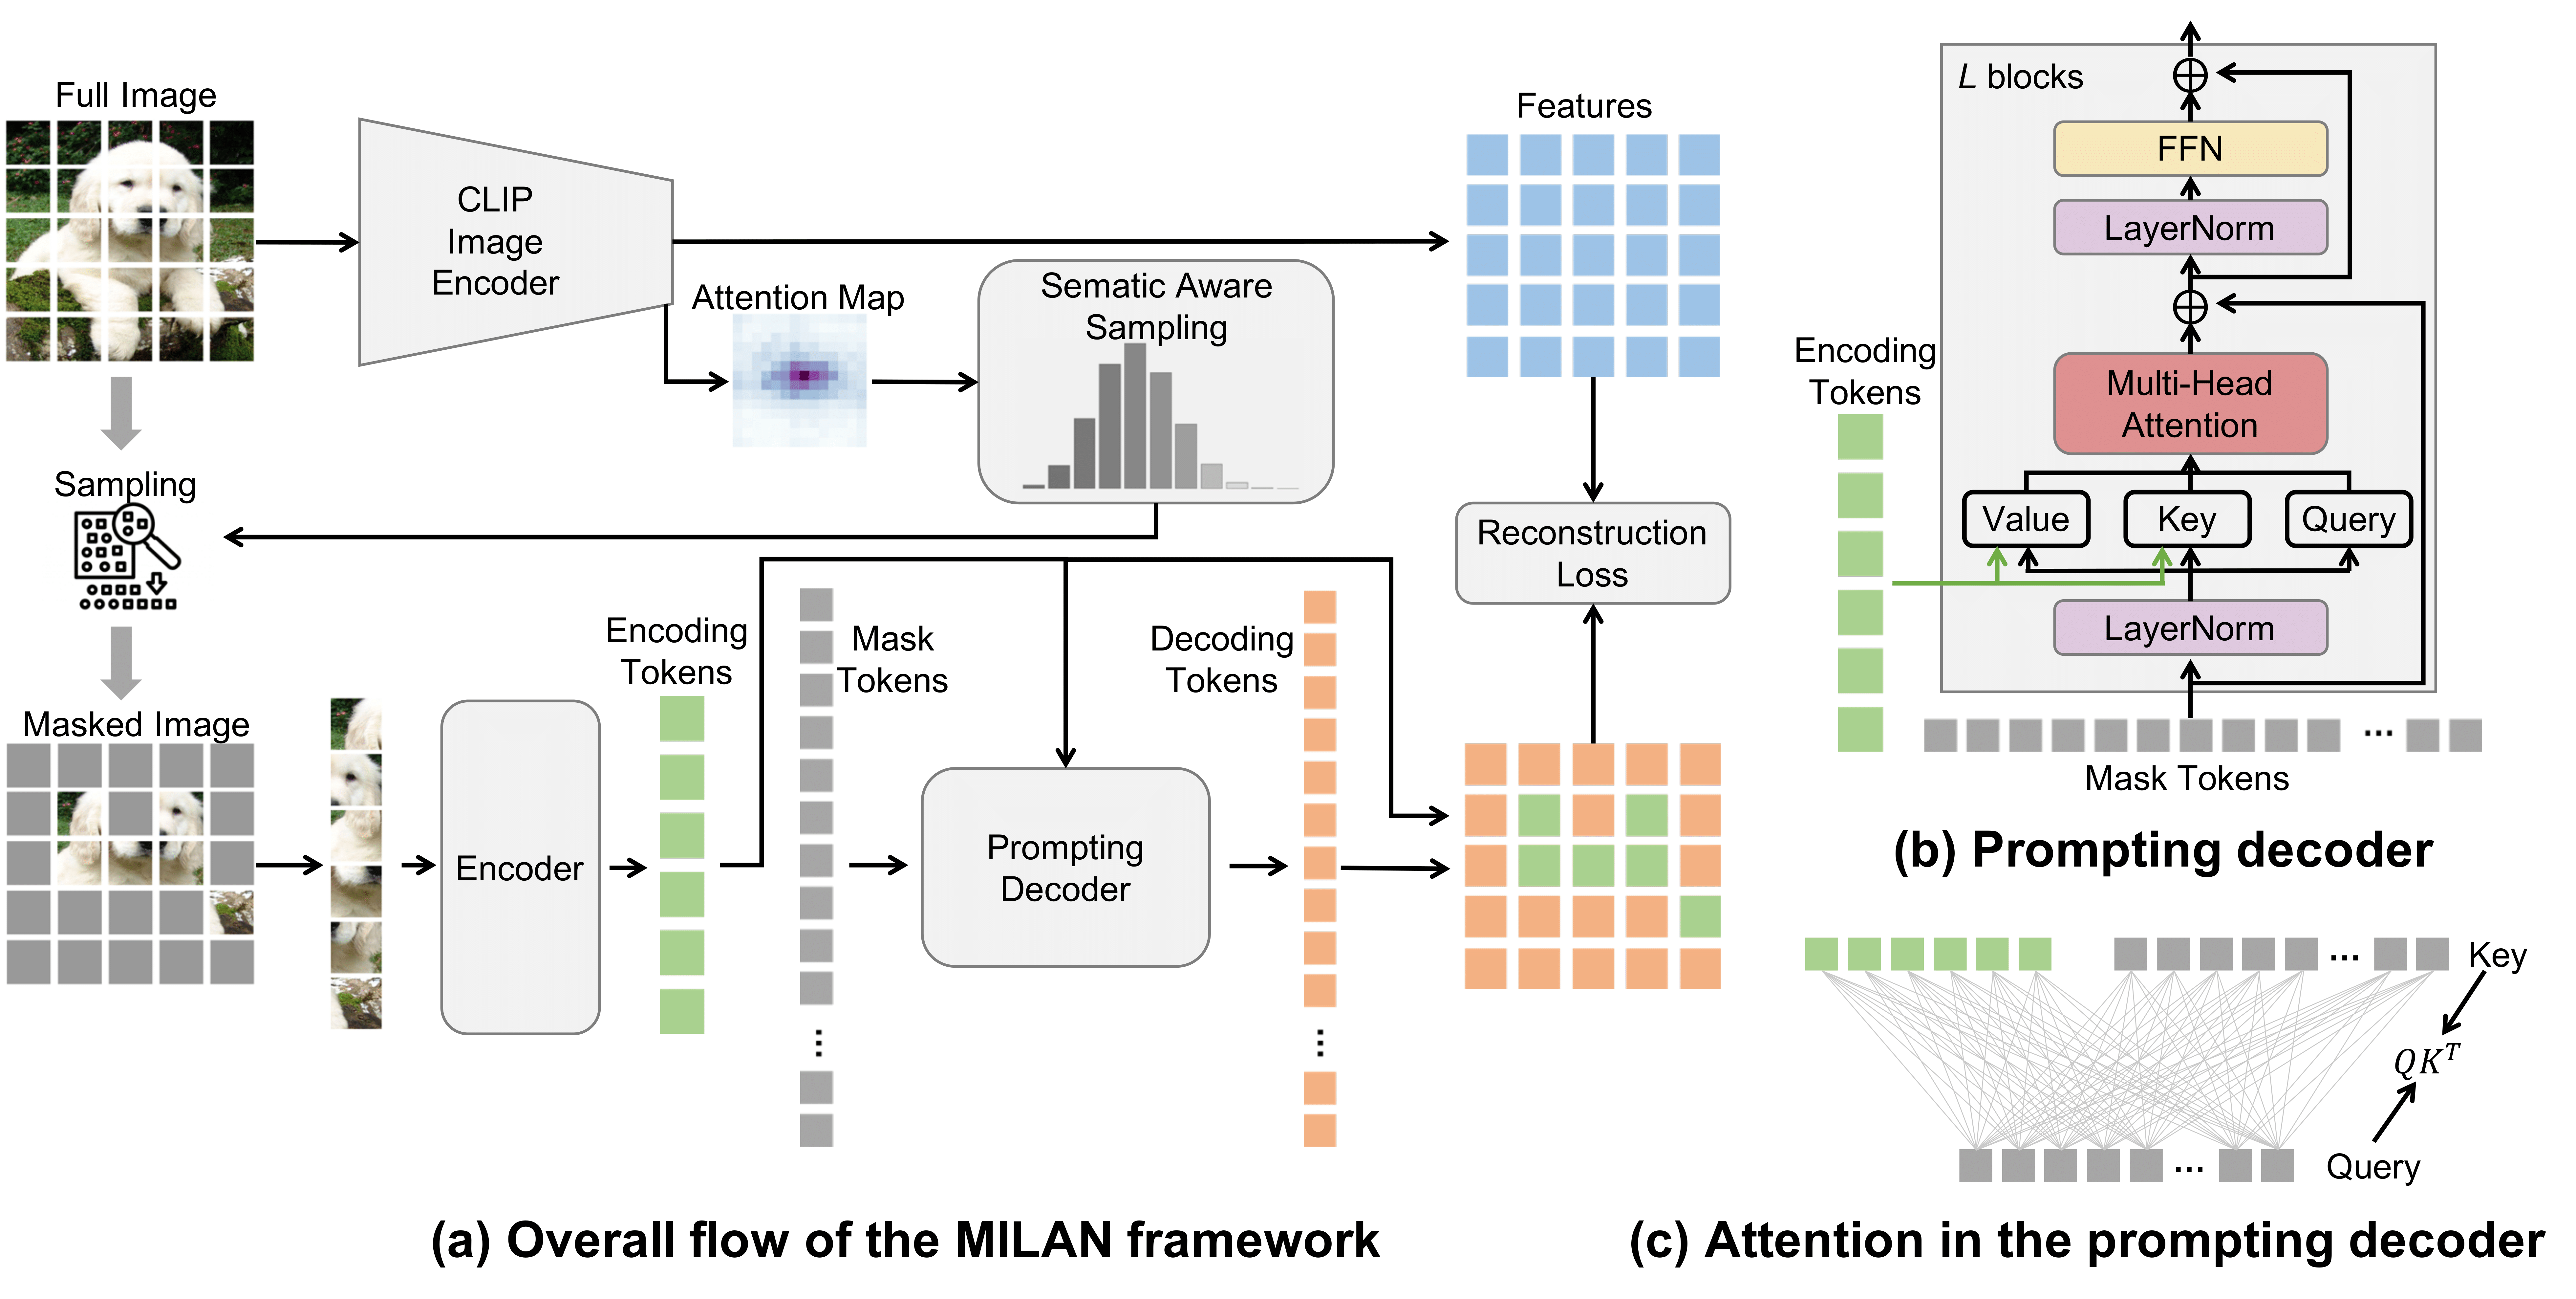 Full Image
CLIP
Image
Encoder
Attention Map
Sematic Aware
Sampling
Features
Sampling
Reconstruction
Loss
Masked Image
Encoder
Encoding
Tokens
Mask
Tokens
Prompting
Decoder
Decoding
Tokens
...
...
(a) Overall flow of the MILAN framework
L blocks
FFN
LayerNorm
Multi-Head
Attention
Value
Key
Query
LayerNorm
Encoding
Tokens
...
Mask Tokens
(b) Prompting decoder
...
Key
QK^T
...
Query
(c) Attention in the prompting decoder